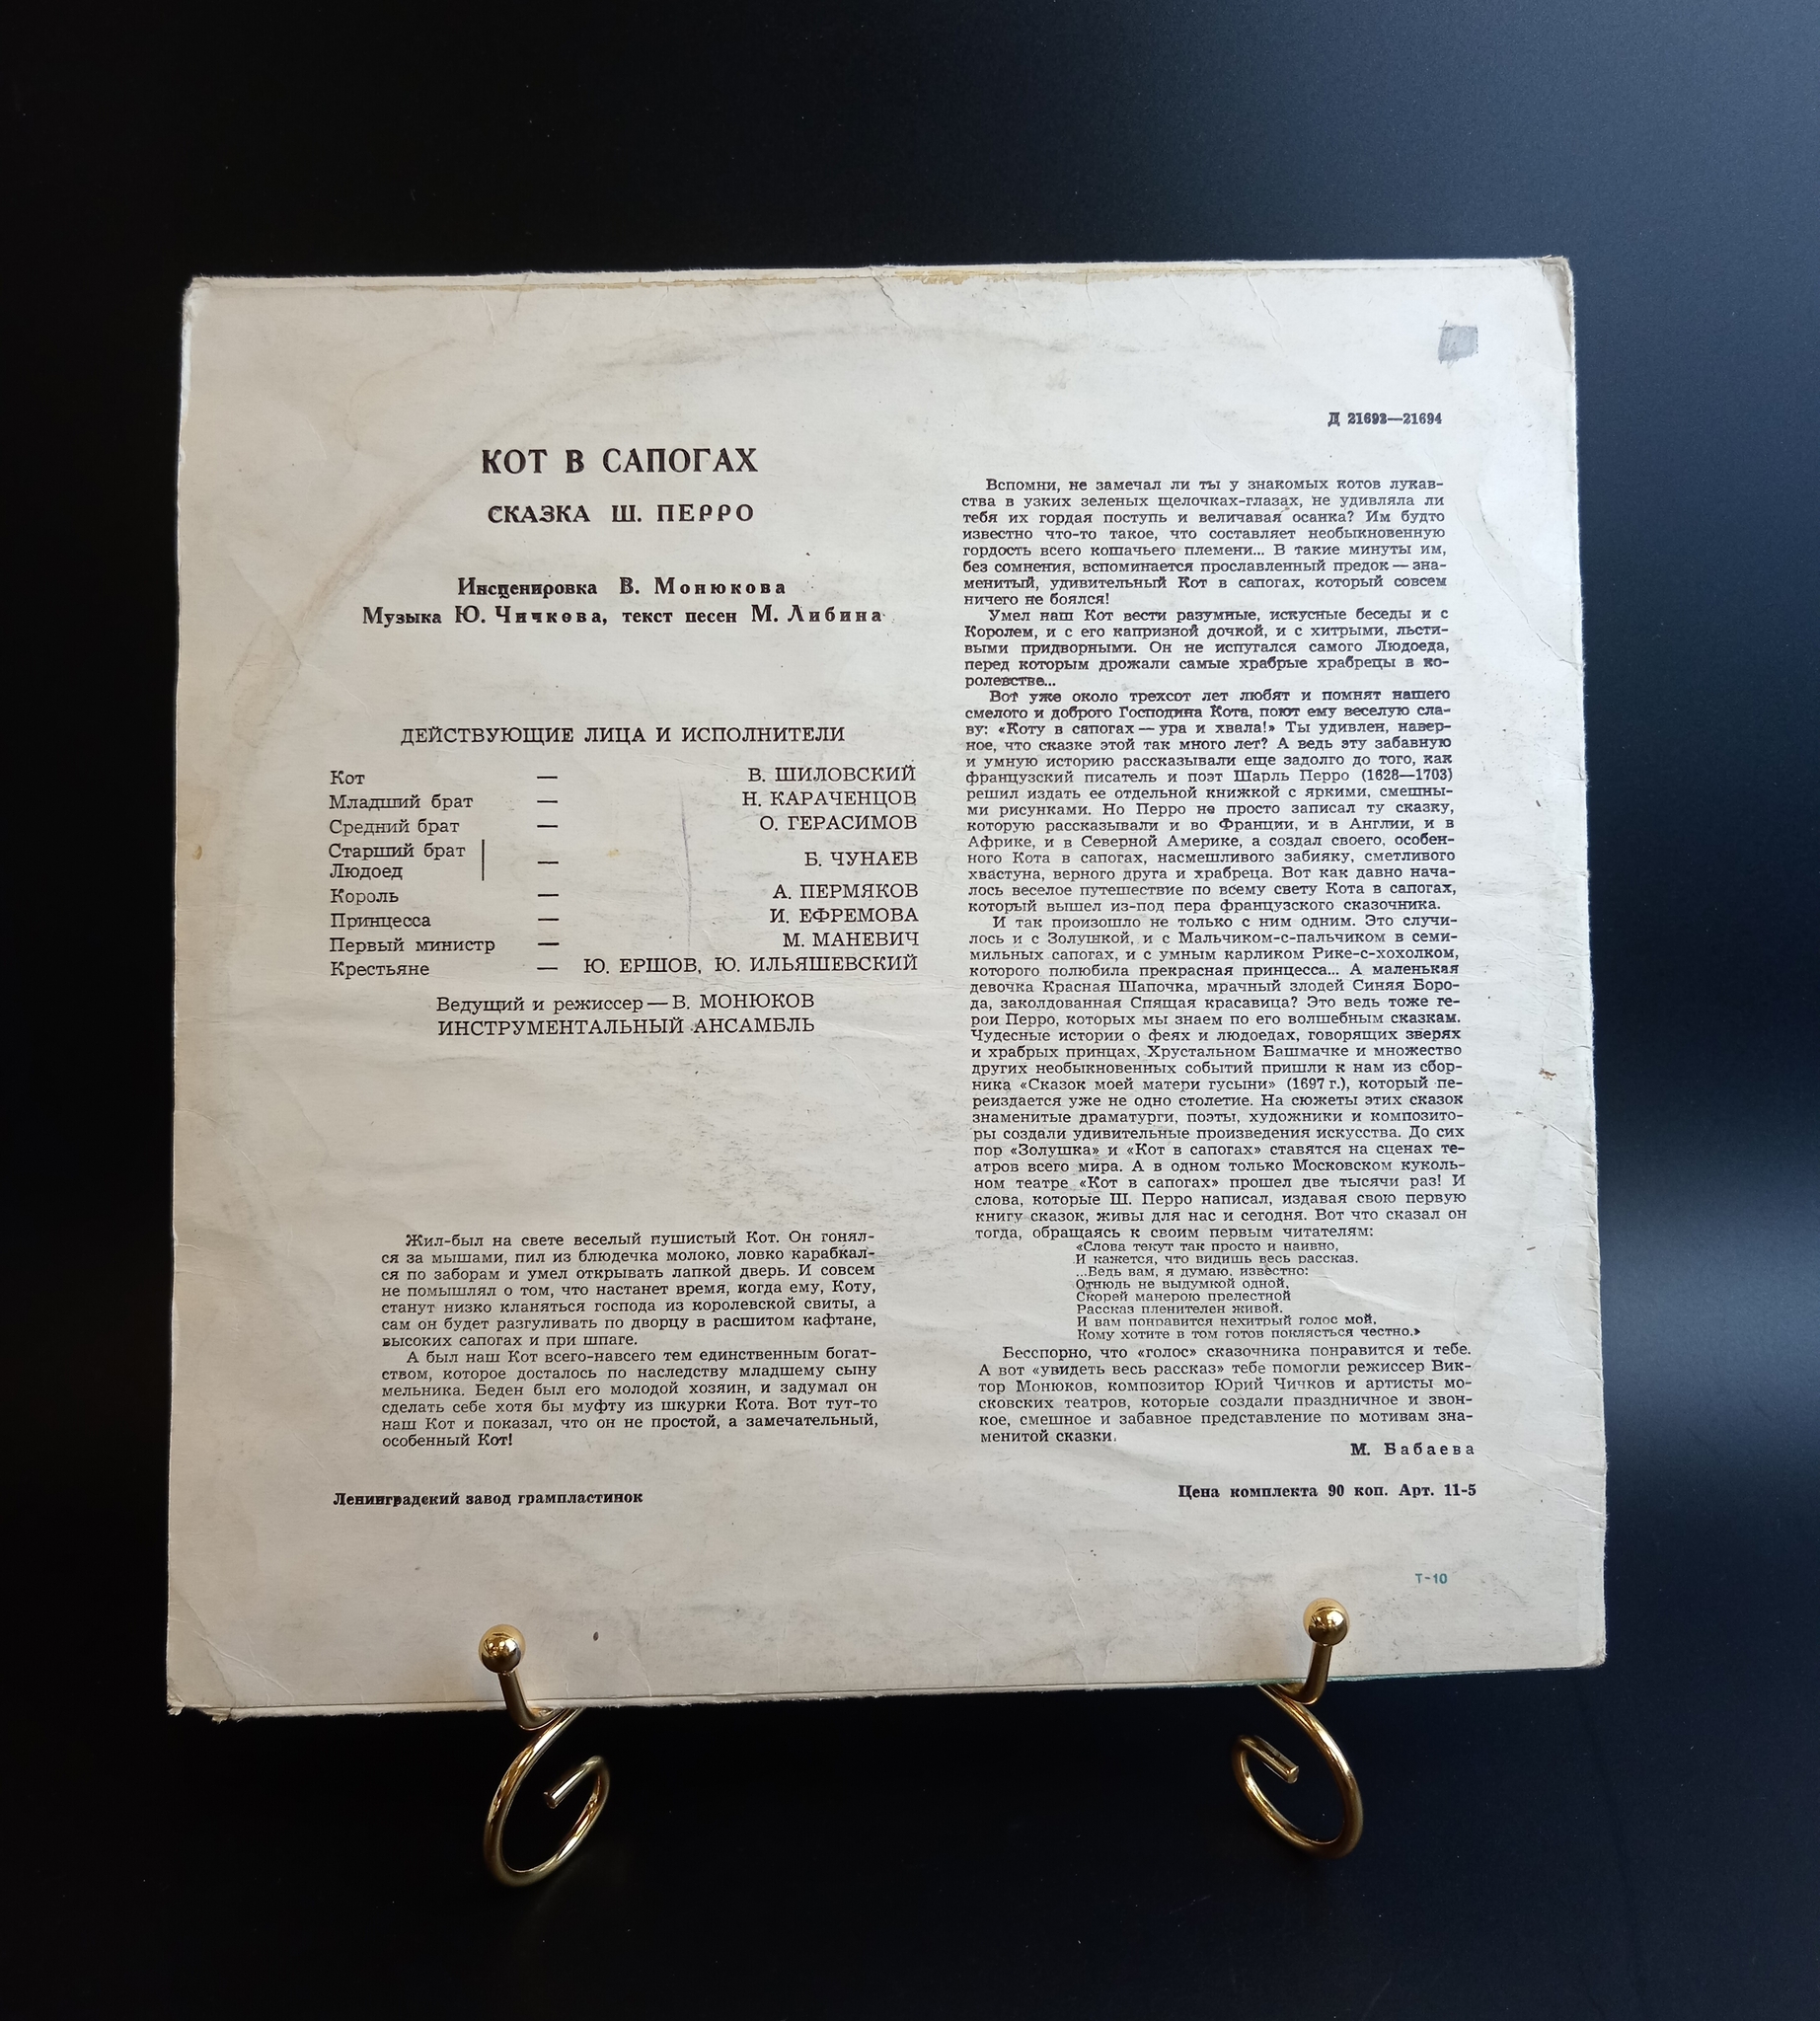 Д 21693—21694
КОТ В САПОГАХ
СКАЗКА Ш. ПЕРРО
Инсценировка В. Монюкова
Музыка Ю. Чичкова, текст песен М. Либина
ДЕЙСТВУЮЩИЕ ЛИЦА И ИСПОЛНИТЕЛИ
Кот — В. ШИЛОВСКИЙ
Младший брат — Н. КАРАЧЕНЦОВ
Средний брат — О. ГЕРАСИМОВ
Старший брат
Людоед — Б. ЧУНАЕВ
Король — А. ПЕРМЯКОВ
Принцесса — И. ЕФРЕМОВА
Первый министр — М. МАНЕВИЧ
Крестьяне — Ю. ЕРШОВ, Ю. ИЛЬЯШЕВСКИЙ
Ведущий и режиссер — В. МОНЮКОВ
ИНСТРУМЕНТАЛЬНЫЙ АНСАМБЛЬ
Жил-был на свете веселый пушистый Кот. Он гонял-
ся за мышами, пил из блюдечка молоко, ловко карабкал-
ся по заборам и умел открывать лапкой дверь. И совсем
не помышлял о том, что настанет время, когда ему, Коту,
станут низко кланяться господа из королевской свиты, а
сам он будет разгуливать по дворцу в расшитом кафтане,
высоких сапогах и при шпаге.
А был наш Кот всего-навсего тем единственным богат-
ством, которое досталось по наследству младшему сыну
мельника. Беден был его молодой хозяин, и задумал он
сделать себе хотя бы муфту из шкурки Кота. Вот тут-то
наш Кот и показал, что он не простой, а замечательный,
особенный Кот!
Вспомни, не замечал ли ты у знакомых котов лукав-
ства в узких зеленых щелочках-глазах, не удивляла ли
тебя их гордая поступь и величавая осанка? Им будто
известно что-то такое, что составляет необыкновенную
гордость всего кошачьего племени... В такие минуты им,
без сомнения, вспоминается прославленный предок — зна-
менитый, удивительный Кот в сапогах, который совсем
ничего не боялся!
Умел наш Кот вести разумные, искусные беседы и с
Королем, и с его капризной дочкой, и с хитрыми, льсти-
выми придворными. Он не испугался самого Людоеда,
перед которым дрожали самые храбрые храбрецы в ко-
ролевстве...
Вот уже около трехсот лет любят и помнят нашего
смелого и доброго Господина Кота, поют ему веселую сла-
ву: «Коту в сапогах — ура и хвала!» Ты удивлен, навер-
ное, что сказке этой так много лет? А ведь эту забавную
и умную историю рассказывали еще задолго до того, как
французский писатель и поэт Шарль Перро (1628—1703)
решил издать ее отдельной книжкой с яркими, смешны-
ми рисунками. Но Перро не просто записал ту сказку,
которую рассказывали и во Франции, и в Англии, и в
Африке, и в Северной Америке, а создал своего, особен-
ного Кота в сапогах, насмешливого забияку, сметливого
хвастуна, верного друга и храбреца. Вот как давно нача-
лось веселое путешествие по всему свету Кота в сапогах,
который вышел из-под пера французского сказочника.
И так произошло не только с ним одним. Это случи-
лось и с Золушкой, и с Мальчиком-с-пальчиком в семи-
мильных сапогах, и с умным карликом Рике-с-хохолком,
которого полюбила прекрасная принцесса... А маленькая
девочка Красная Шапочка, мрачный злодей Синяя Боро-
да, заколдованная Спящая красавица? Это ведь тоже ге-
рои Перро, которых мы знаем по его волшебным сказкам.
Чудесные истории о феях и людоедах, говорящих зверях
и храбрых принцах, Хрустальном Башмачке и множество
других необыкновенных событий пришли к нам из сбор-
ника «Сказок моей матери гусыни» (1697 г.), который пе-
реиздается уже не одно столетие. На сюжеты этих сказок
знаменитые драматурги, поэты, художники и композито-
ры создали удивительные произведения искусства. До сих
пор «Золушка» и «Кот в сапогах» ставятся на сценах те-
атров всего мира. А в одном только Московском куколь-
ном театре «Кот в сапогах» прошел две тысячи раз! И
слова, которые Ш. Перро написал, издавая свою первую
книгу сказок, живы для нас и сегодня. Вот что сказал он
тогда, обращаясь к своим первым читателям:
«Слова текут так просто и наивно,
И кажется, что видишь весь рассказ.
...Ведь вам, я думаю, известно:
Отнюль не выдумкой одной,
Скорей манерою прелестной
Рассказ пленителен живой.
И вам понравится нехитрый голос мой,
Кому хотите в том готов поклясться честно.»
Бесспорно, что «голос» сказочника понравится и тебе.
А вот «увидеть весь рассказ» тебе помогли режиссер Вик-
тор Монюков, композитор Юрий Чичков и артисты мо-
сковских театров, которые создали праздничное и звон-
кое, смешное и забавное представление по мотивам зна-
менитой сказки.
М. Бабаева
Ленинградский завод грампластинок
Цена комплекта 90 коп. Арт. 11-5
Т-10